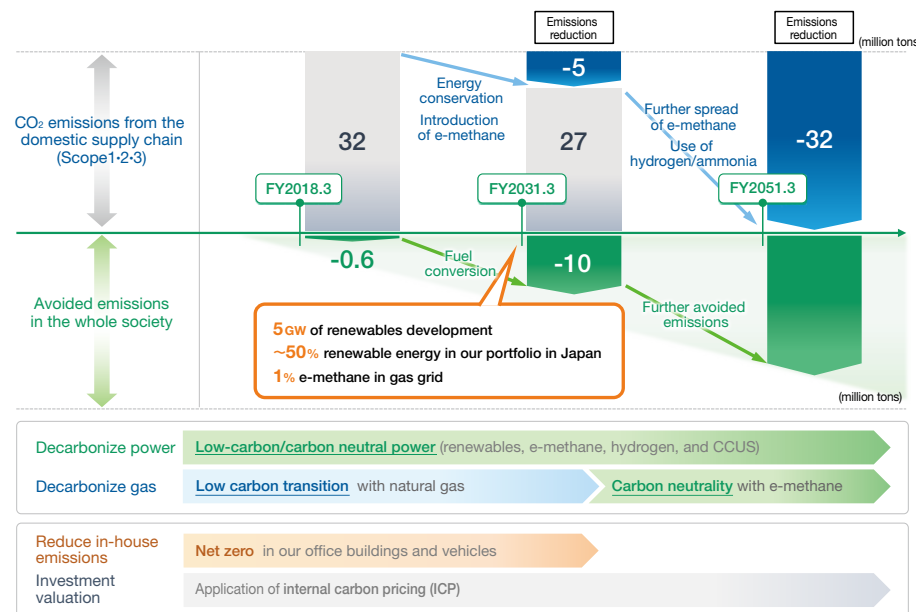 Emissions
reduction
Emissions
reduction
(million tons)
-5
CO₂ emissions from the
domestic supply chain
(Scope1·2·3)
Energy
conservation
Introduction
of e-methane
Further spread
of e-methane
Use of
hydrogen/ammonia
32
27
-32
FY2018.3
FY2031.3
FY2051.3
-0.6
Fuel
conversion
-10
Avoided emissions
in the whole society
Further avoided
emissions
5GW of renewables development
~50% renewable energy in our portfolio in Japan
1% e-methane in gas grid
(million tons)
Decarbonize power
Low-carbon/carbon neutral power (renewables, e-methane, hydrogen, and CCUS)
Decarbonize gas
Low carbon transition with natural gas
Carbon neutrality with e-methane
Reduce in-house
emissions
Net zero in our office buildings and vehicles
Investment
valuation
Application of internal carbon pricing (ICP)